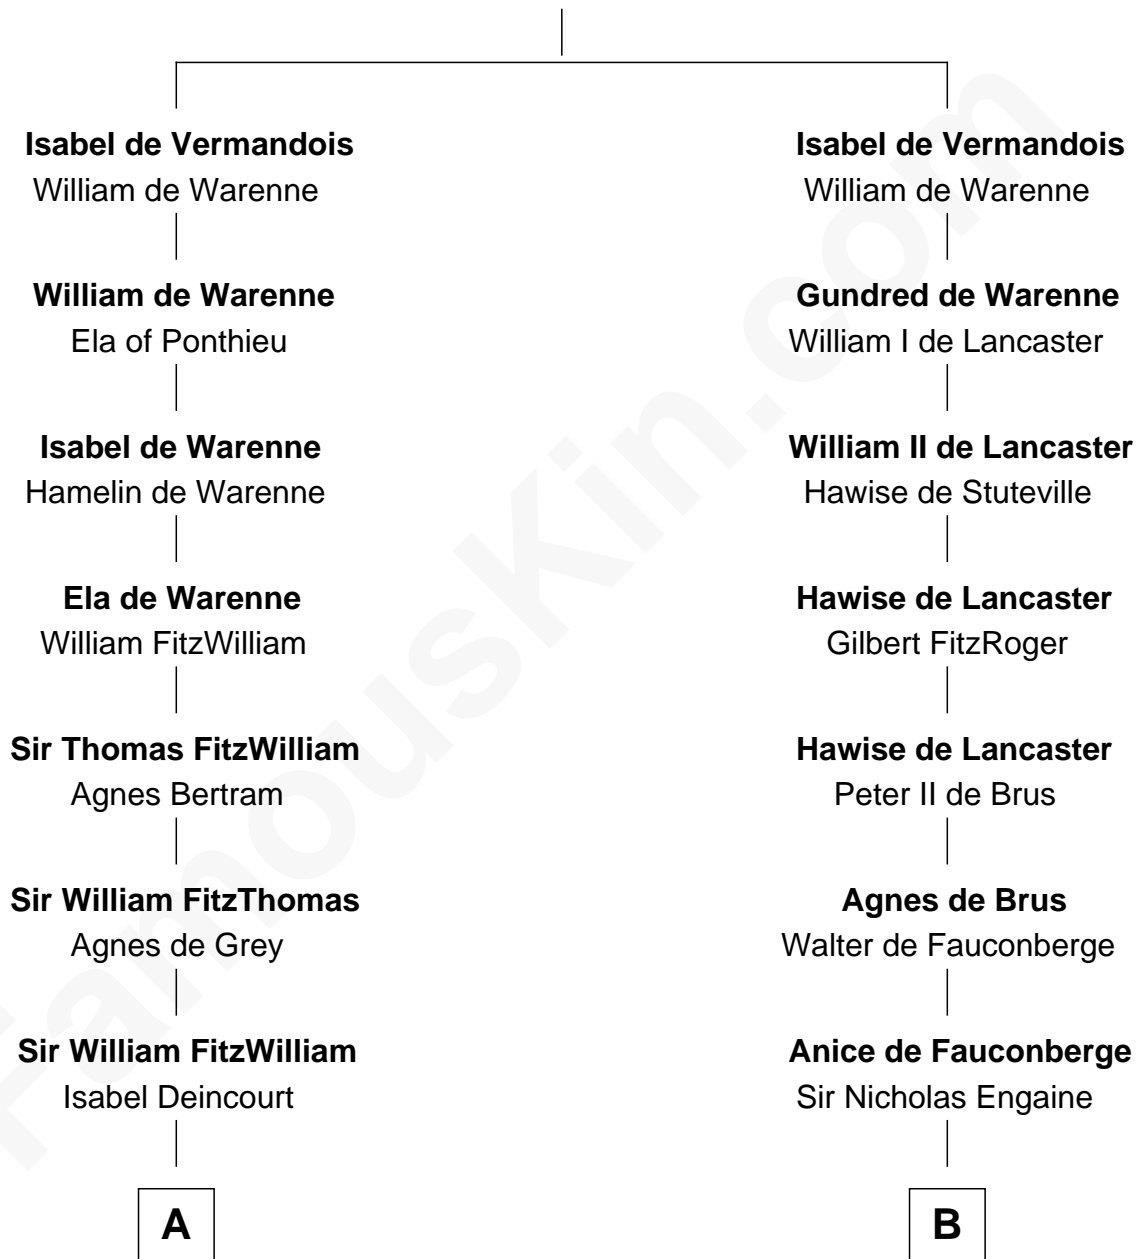 Isabel de Vermandois
William de Warenne
William de Warenne
Ela of Ponthieu
Isabel de Warenne
Hamelin de Warenne
Ela de Warenne
William FitzWilliam
Sir Thomas FitzWilliam
Agnes Bertram
Sir William FitzThomas
Agnes de Grey
Sir William FitzWilliam
Isabel Deincourt
A
Isabel de Vermandois
William de Warenne
Gundred de Warenne
William I de Lancaster
William II de Lancaster
Hawise de Stuteville
Hawise de Lancaster
Gilbert FitzRoger
Hawise de Lancaster
Peter II de Brus
Agnes de Brus
Walter de Fauconberge
Anice de Fauconberge
Sir Nicholas Engaine
B
FamousKin.com